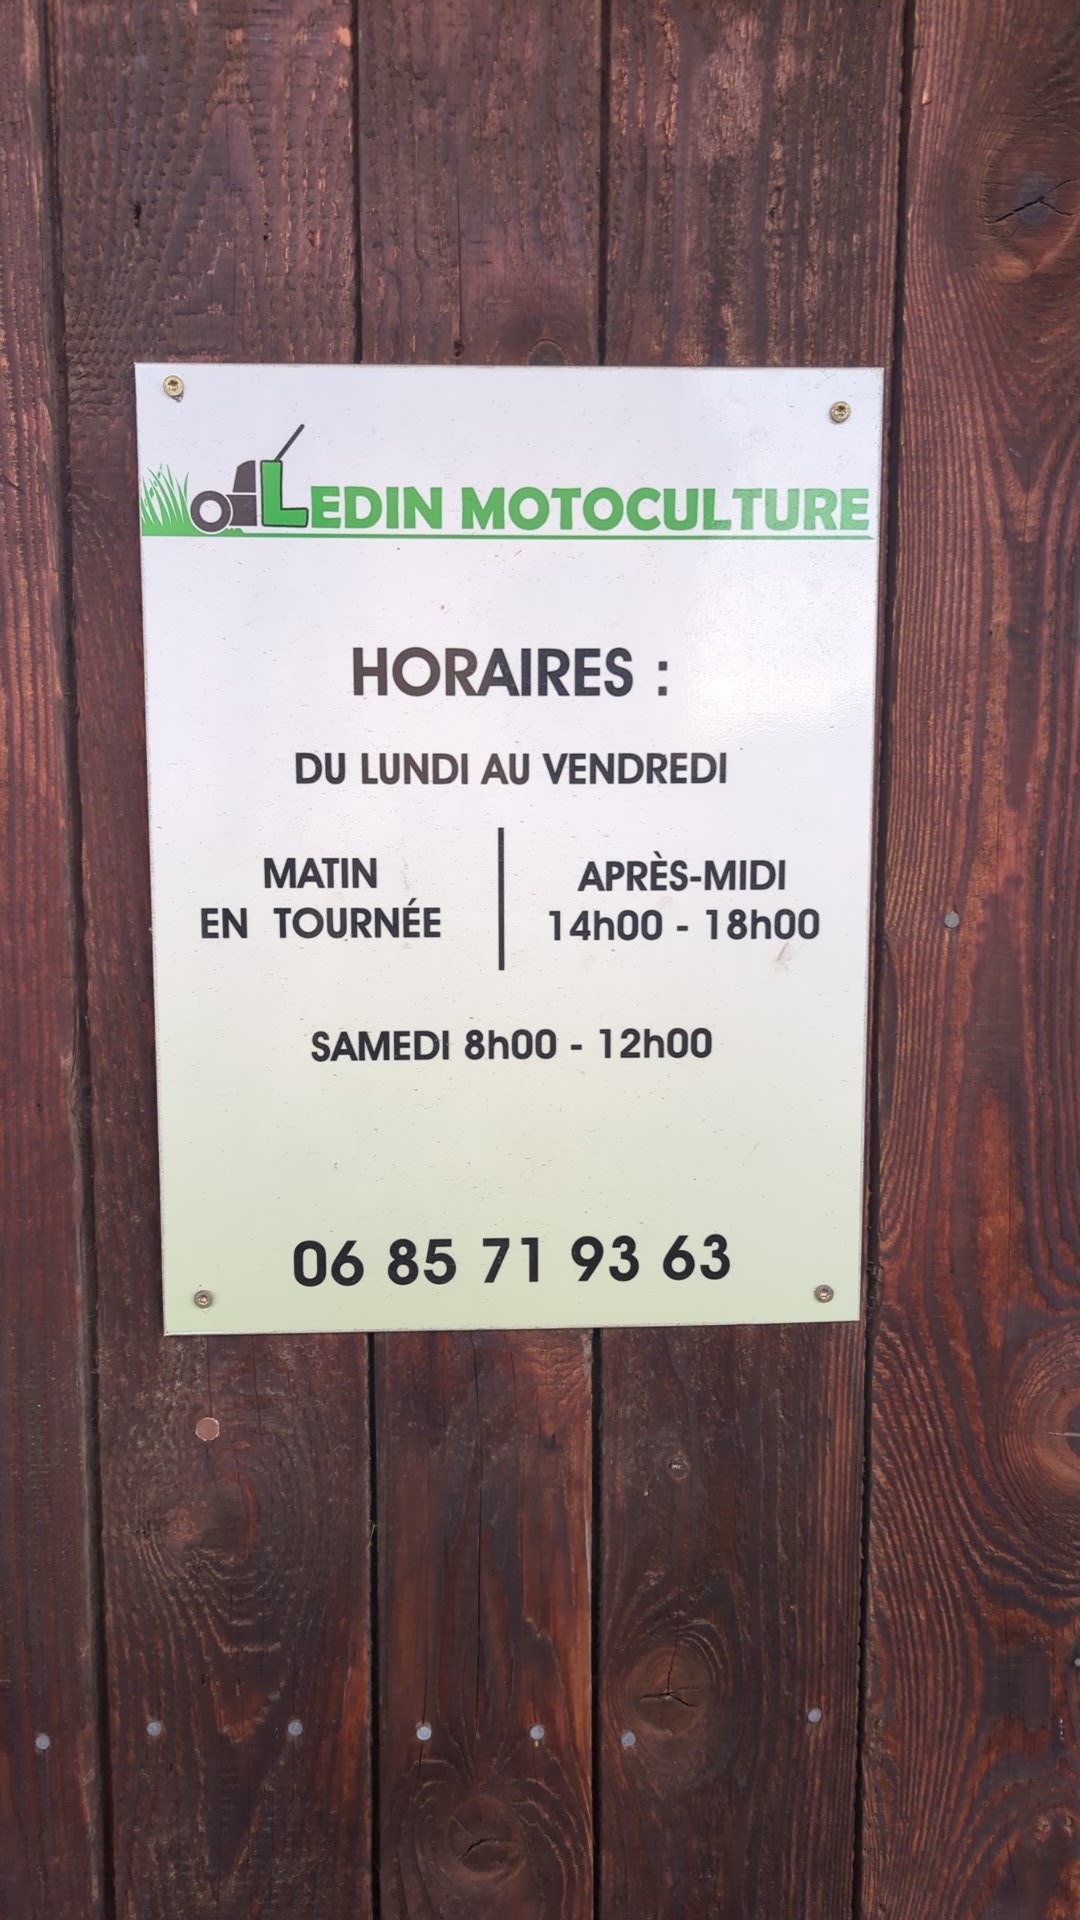 LEDIN MOTOCULTURE
HORAIRES :
DU LUNDI AU VENDREDI
MATIN
EN TOURNÉE
APRÈS-MIDI
14h00 - 18h00
SAMEDI 8h00 - 12h00
06 85 71 93 63